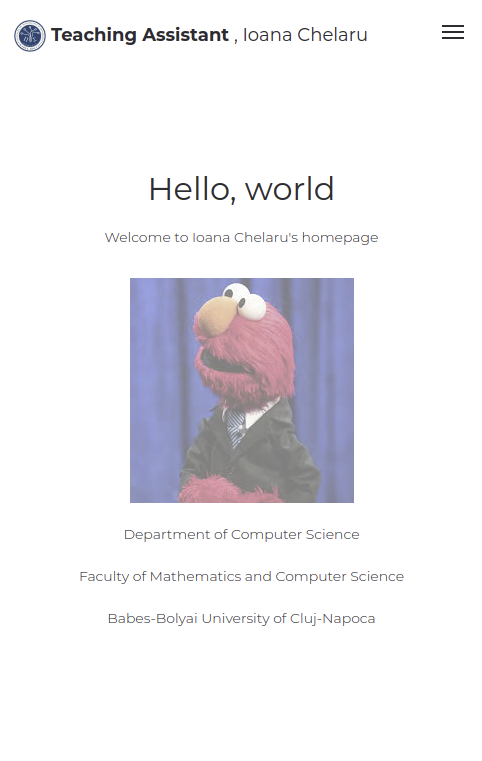 Teaching Assistant , Ioana Chelaru
Hello, world
Welcome to Ioana Chelaru's homepage
Department of Computer Science
Faculty of Mathematics and Computer Science
Babes-Bolyai University of Cluj-Napoca